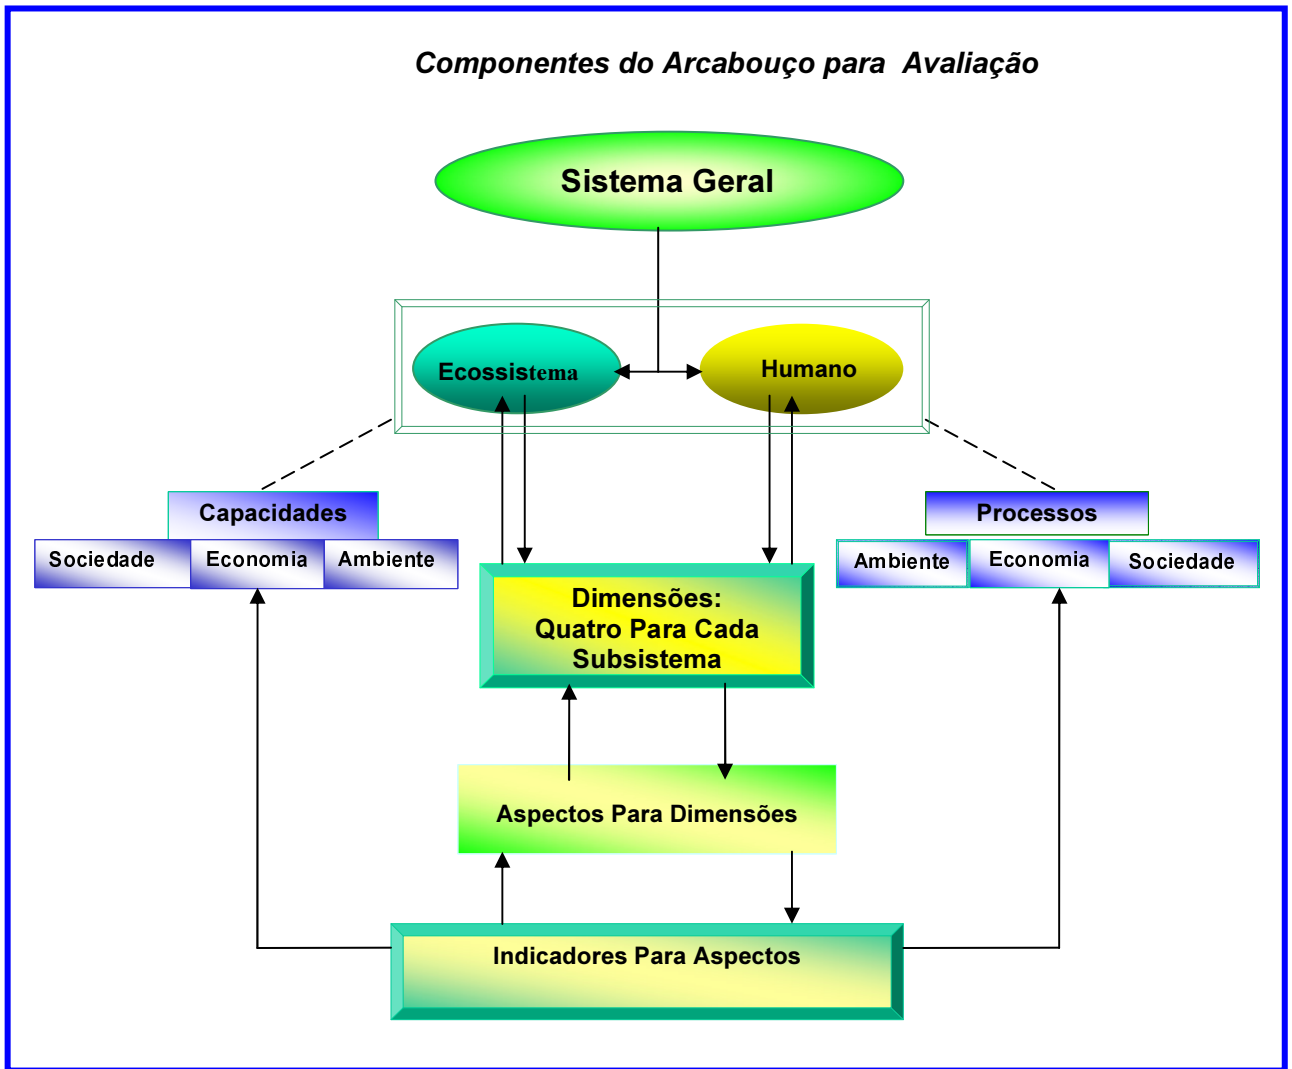 Componentes do Arcabouço para Avaliação
Sistema Geral
Ecossistema
Humano
Capacidades
Sociedade
Economia
Ambiente
Processos
Ambiente
Economia
Sociedade
Dimensões:
Quatro Para Cada
Subsistema
Aspectos Para Dimensões
Indicadores Para Aspectos